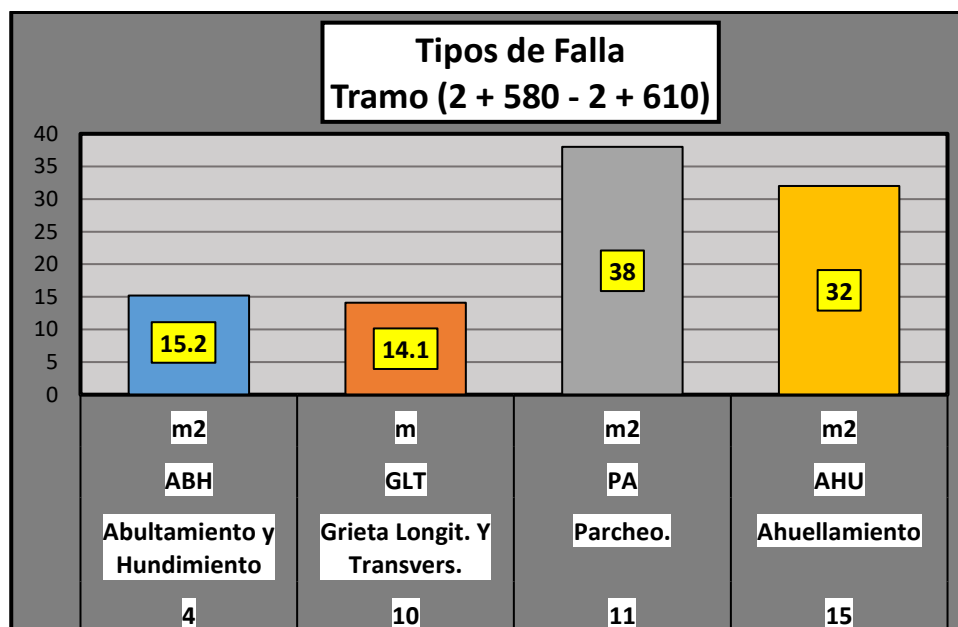 Tipos de Falla
Tramo (2 + 580 - 2 + 610)
40
35
30
25
20
15
10
5
0
15.2
14.1
38
32
m2 m m2 m2
ABH GLT PA AHU
Abultamiento y Grieta Longit. Y Parcheo. Ahuellamiento
Hundimiento Transvers.
4 10 11 15